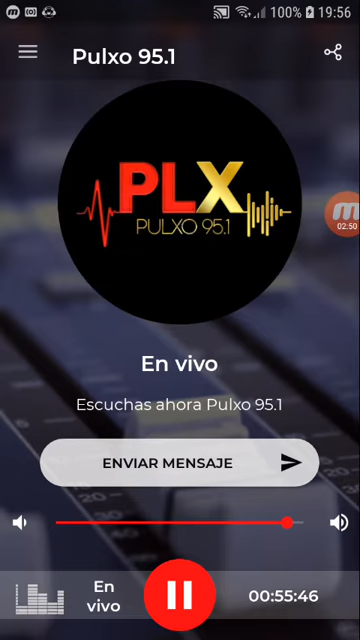 100% 19:56
Pulxo 95.1
PLX
PULXO 95.1
02:50
En vivo
Escuchas ahora Pulxo 95.1
ENVIAR MENSAJE
En
vivo
00:55:46